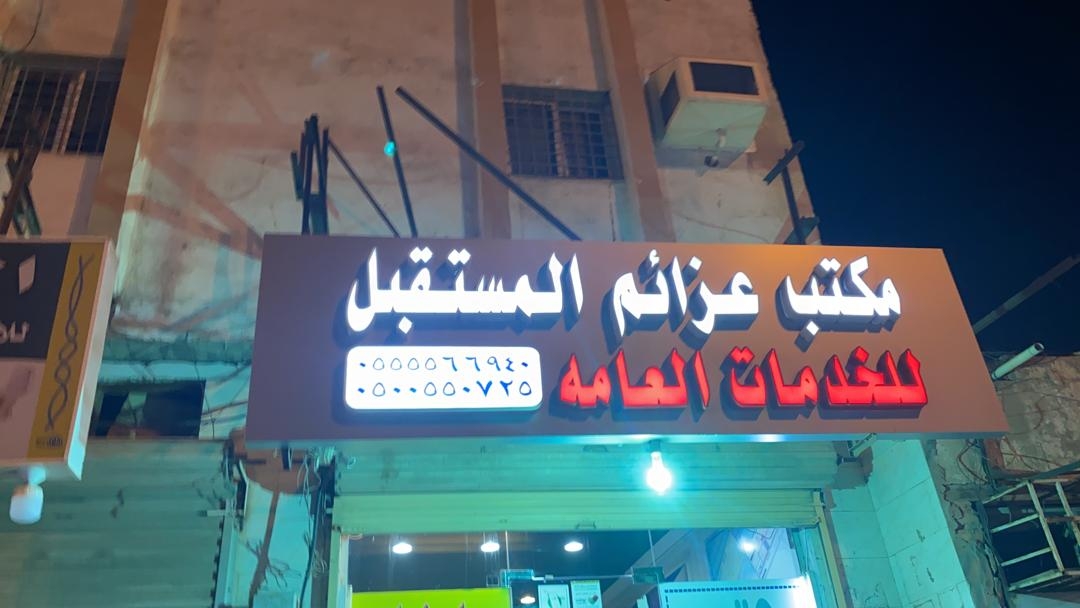 مكتب عزائم المستقبل
للخدمات العامه
٠٥٥٥٥٦٦٩٤٠
٠٥٠٠٥٥٠٧٢٥